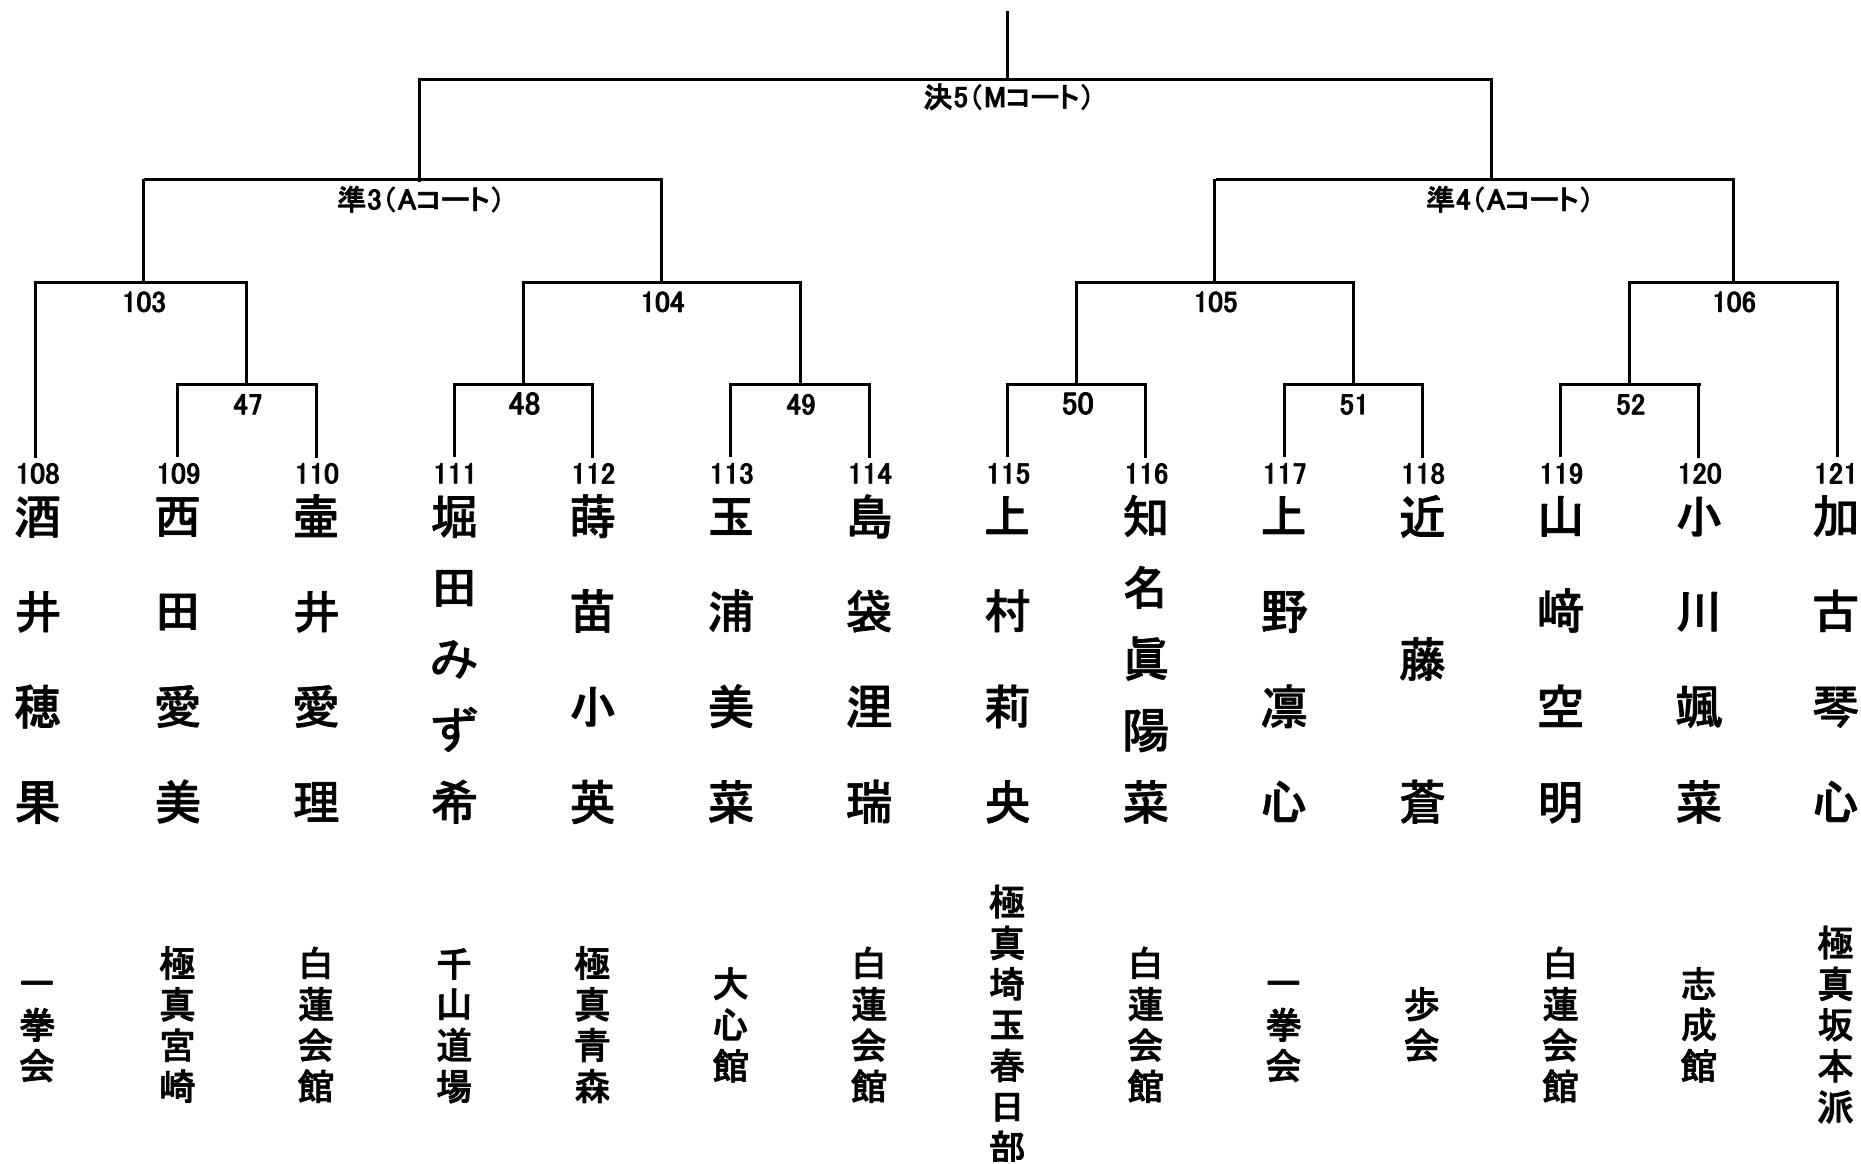 決5(Mコート)
準3(Aコート)
準4(Aコート)
103
104
105
106
47
48
49
50
51
52
108
109
110
111
112
113
114
115
116
117
118
119
120
121
酒井穂果
西田愛美
壷井愛理
堀田みず希
蒔苗小英
玉浦美菜
島袋浬瑞
上村莉央
知名眞陽菜
上野凛心
近藤蒼
山﨑空明
小川颯菜
加古琴心
一拳会
極真宮崎
白蓮会館
千山道場
極真青森
大心館
白蓮会館
極真埼玉春日部
白蓮会館
一拳会
歩会
白蓮会館
志成館
極真坂本派